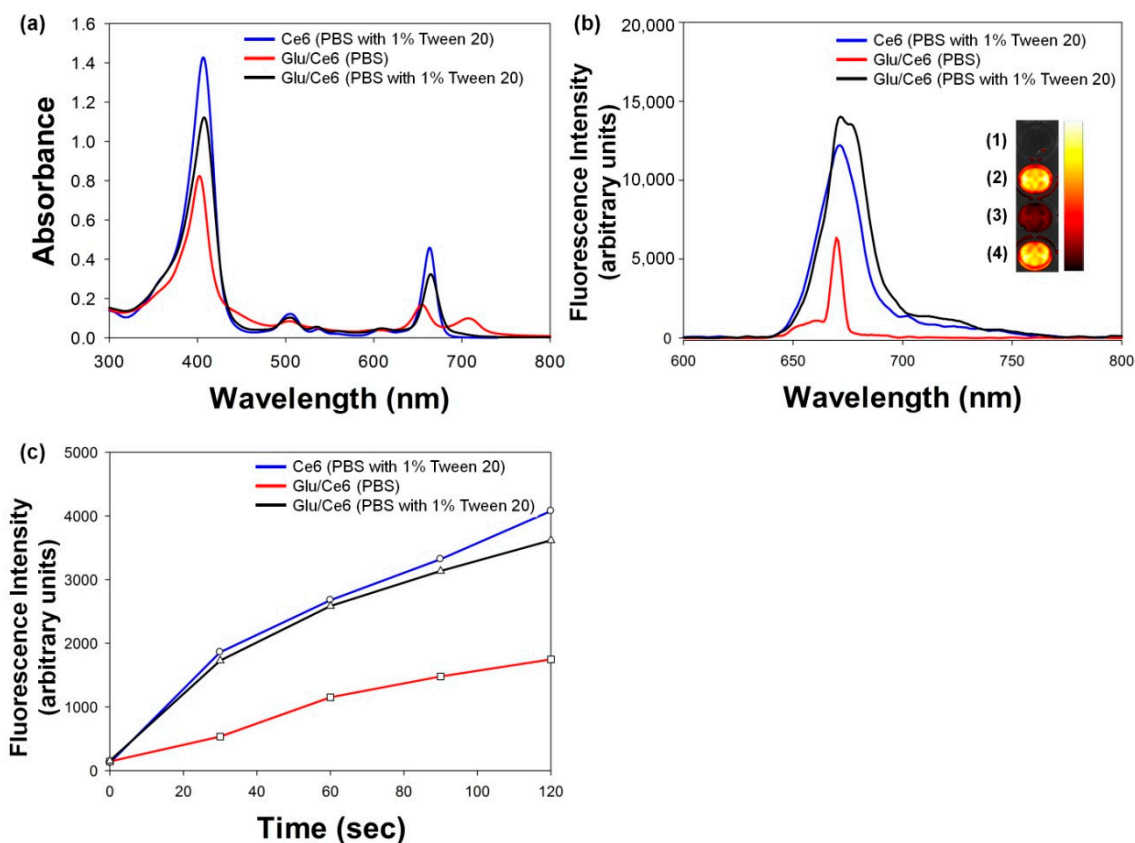 (a)
1.6
1.4
1.2
1.0
0.8
0.6
0.4
0.2
0.0
Absorbance
Ce6 (PBS with 1% Tween 20)
Glu/Ce6 (PBS)
Glu/Ce6 (PBS with 1% Tween 20)
300 400 500 600 700 800
Wavelength (nm)
(b)
20,000
15,000
10,000
5,000
0
Fluorescence Intensity
(arbitrary units)
Ce6 (PBS with 1% Tween 20)
Glu/Ce6 (PBS)
Glu/Ce6 (PBS with 1% Tween 20)
(1)
(2)
(3)
(4)
600 650 700 750 800
Wavelength (nm)
(c)
5000
4000
3000
2000
1000
0
Fluorescence Intensity
(arbitrary units)
Ce6 (PBS with 1% Tween 20)
Glu/Ce6 (PBS)
Glu/Ce6 (PBS with 1% Tween 20)
0 20 40 60 80 100 120
Time (sec)